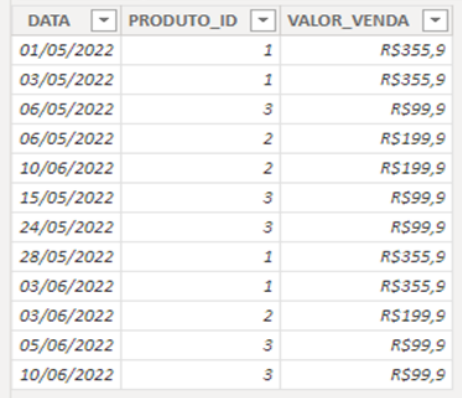 DATA PRODUTO_ID VALOR_VENDA
01/05/2022 1 R$355,9
03/05/2022 1 R$355,9
06/05/2022 3 R$99,9
06/05/2022 2 R$199,9
10/06/2022 2 R$199,9
15/05/2022 3 R$99,9
24/05/2022 3 R$99,9
28/05/2022 1 R$355,9
03/06/2022 1 R$355,9
03/06/2022 2 R$199,9
05/06/2022 3 R$99,9
10/06/2022 3 R$99,9